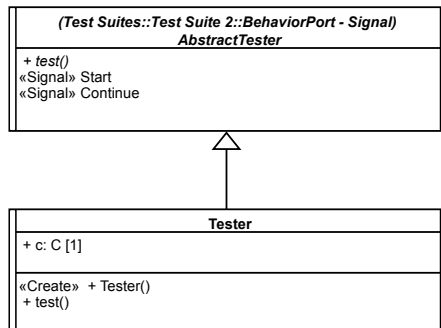 (Test Suites::Test Suite 2::BehaviorPort - Signal)
AbstractTester
+ test()
«Signal» Start
«Signal» Continue
Tester
+ c: C [1]
«Create» + Tester()
+ test()